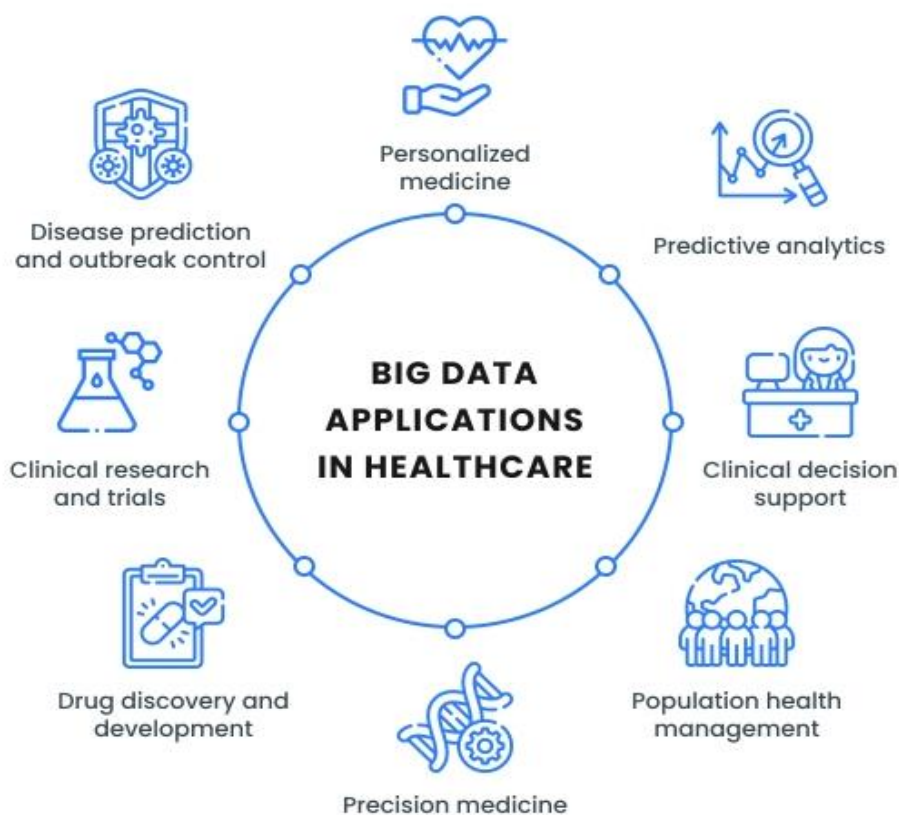 Personalized
medicine
Predictive analytics
Clinical decision
support
Population health
management
Precision medicine
Drug discovery and
development
Clinical research
and trials
Disease prediction
and outbreak control
BIG DATA
APPLICATIONS
IN HEALTHCARE